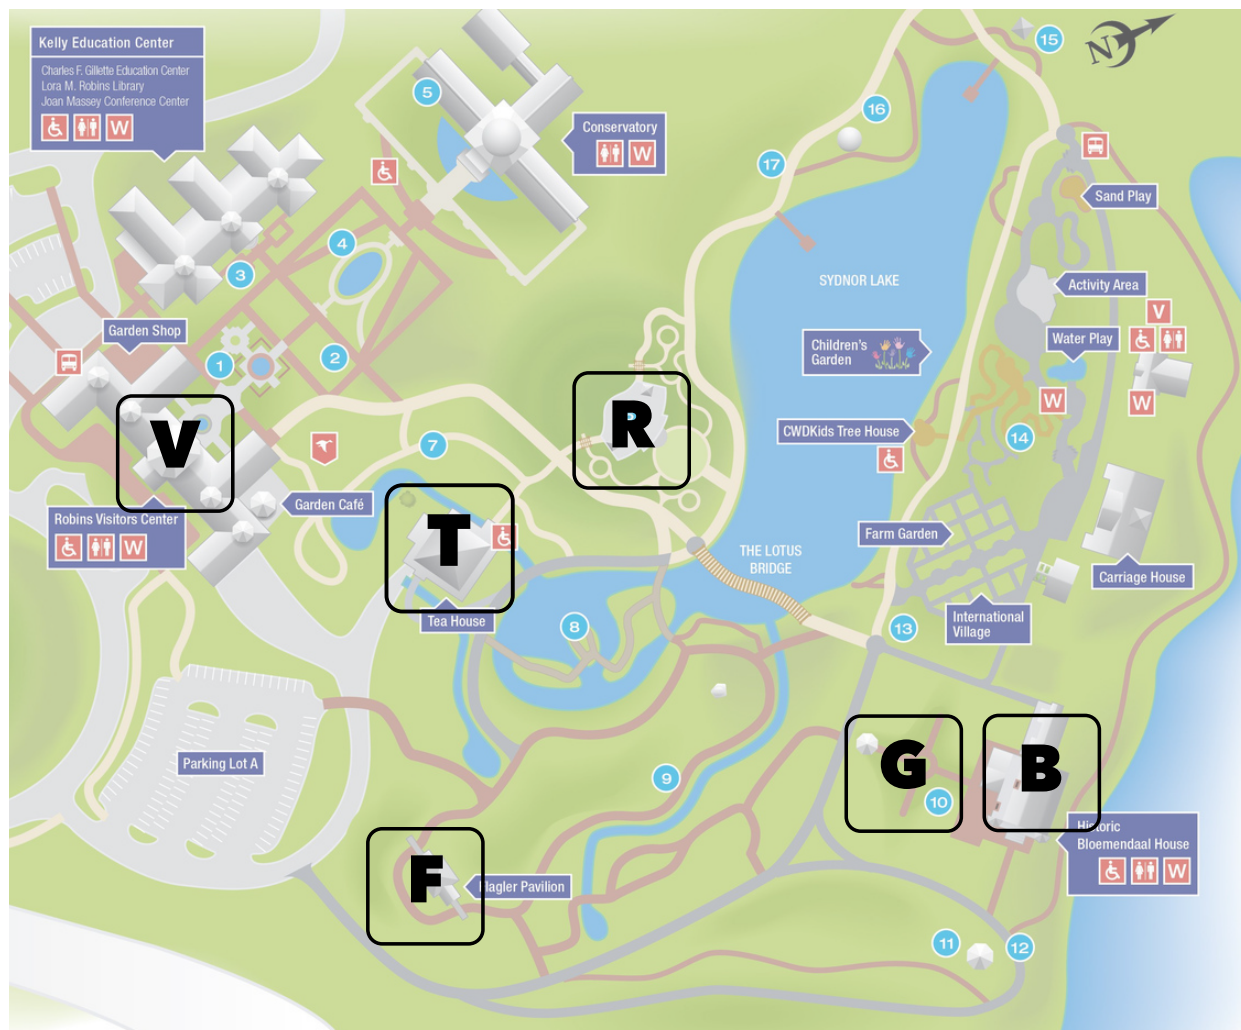 Kelly Education Center
Charles F. Gillette Education Center
Lora M. Robins Library
Joan Massey Conference Center
W
5
Conservatory
W
15
N
16
17
Sand Play
4
3
SYDNOR LAKE
Activity Area
V
Garden Shop
1
2
Children's
Garden
Water Play
W
W
R
V
7
CWDKids Tree House
14
Garden Café
Robins Visitors Center
W
T
Farm Garden
THE LOTUS
BRIDGE
Carriage House
Tea House
8
13
International
Village
Parking Lot A
9
G
B
10
Historic
Bloemendaal House
W
F
Flagler Pavilion
11
12